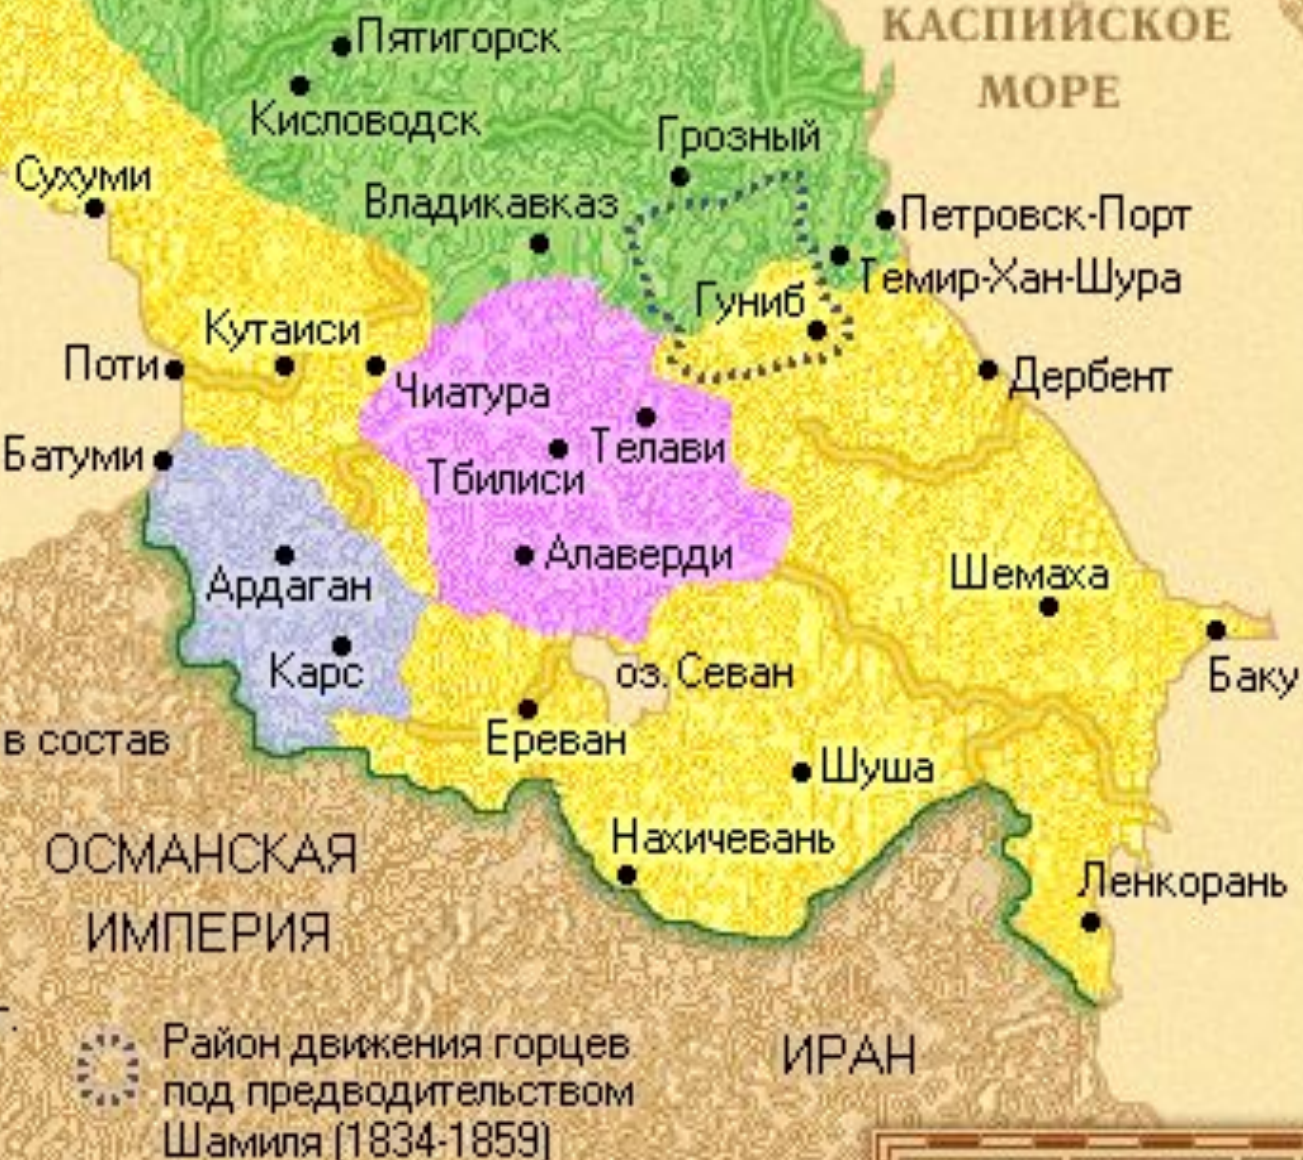 КАСПИЙСКОЕ
МОРЕ
Пятигорск
Кисловодск
Грозный
Сухуми
Владикавказ
Петровск-Порт
Темир-Хан-Шура
Гуниб
Кутаиси
Поти
Чиатура
Дербент
Батуми
Телави
Тбилиси
Алаверди
Ардаган
Шемаха
Карс
оз. Севан
Баку
в состав
Ереван
Шуша
ОСМАНСКАЯ
ИМПЕРИЯ
Нахичевань
Ленкорань
г.
Район движения горцев
под предводительством
Шамиля (1834-1859)
ИРАН